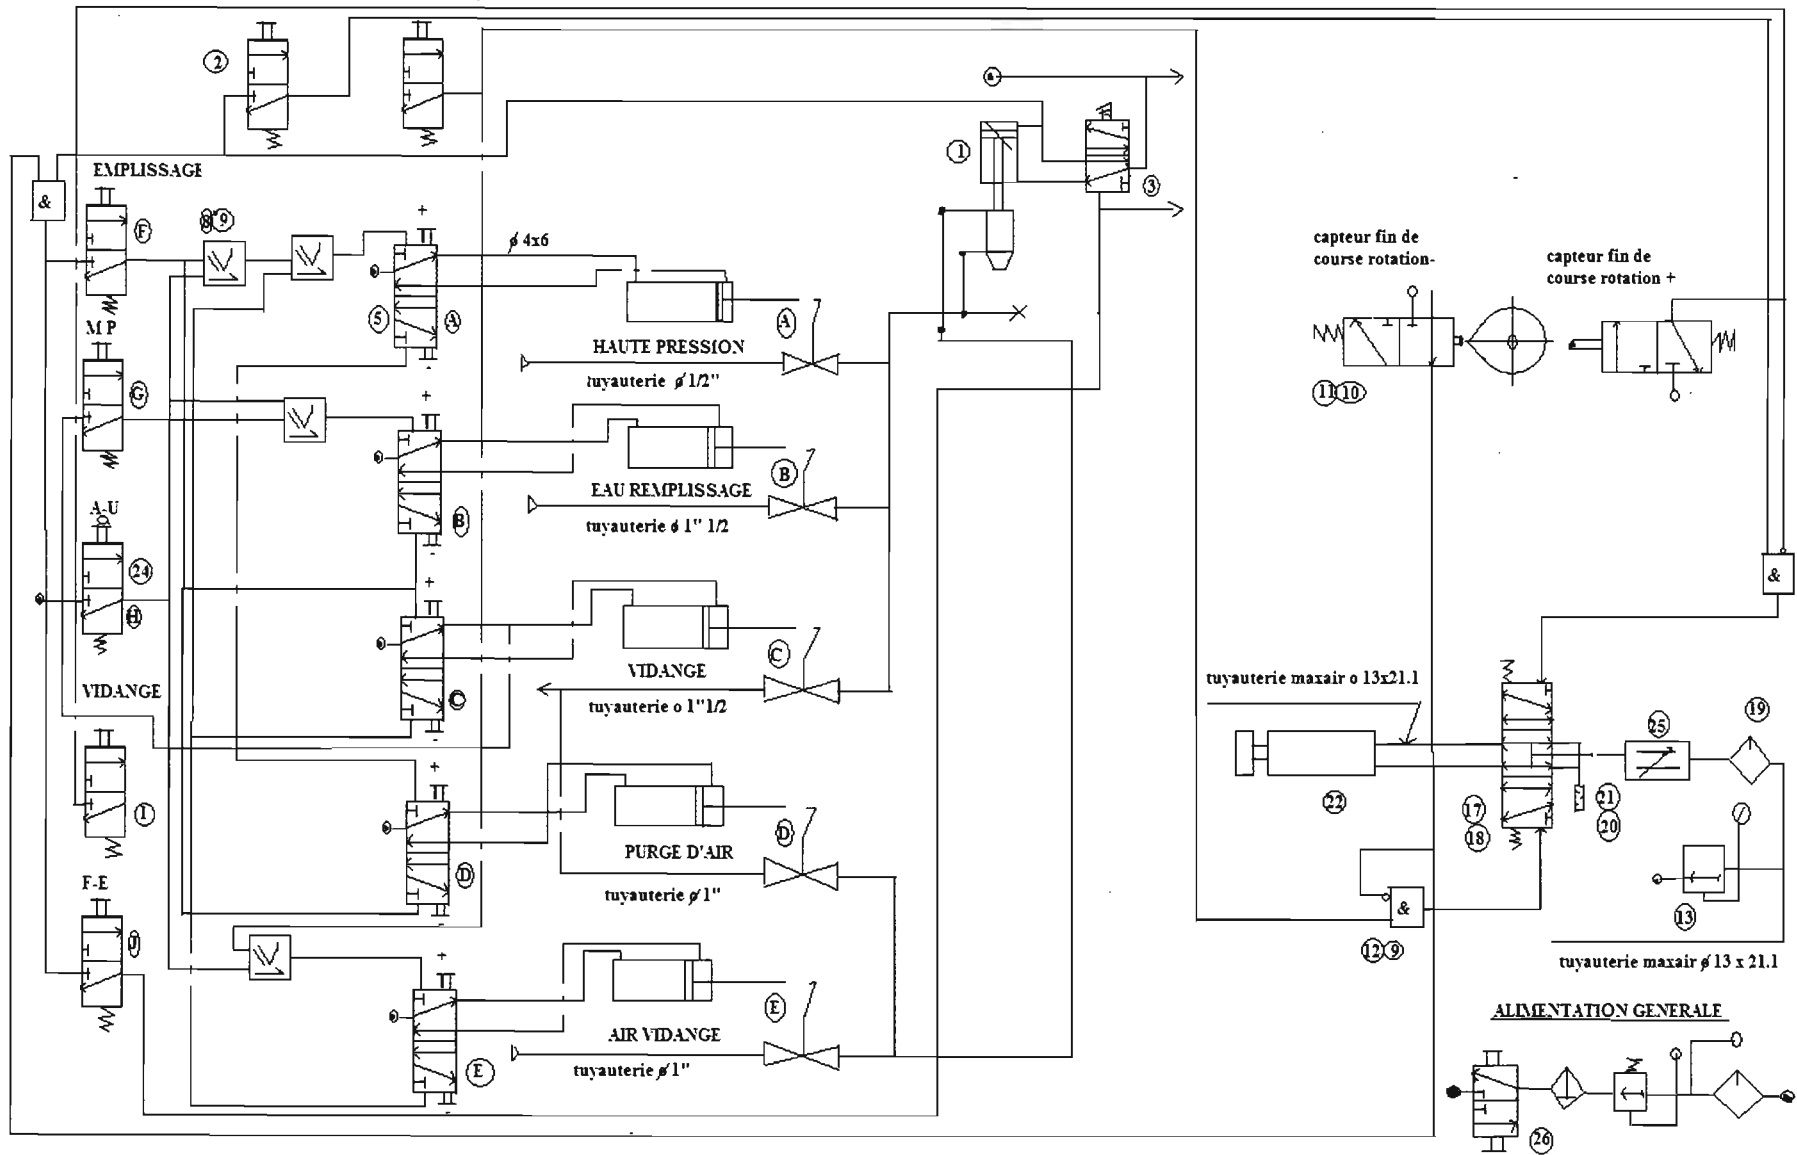 2
&
EMPLISSAGE
F
8 9
+
ø 4x6
5
A
-
A
HAUTE PRESSION
tuyauterie ø 1/2"
1
3
capteur fin de
course rotation-
capteur fin de
course rotation +
11 10
M P
G
+
B
-
B
EAU REMPLISSAGE
tuyauterie ø 1" 1/2
A-U
24
H
+
C
-
C
VIDANGE
tuyauterie o 1"1/2
&
VIDANGE
1
+
D
-
D
PURGE D'AIR
tuyauterie ø 1"
tuyauterie maxair o 13x21.1
22
17
18
21
20
25
19
13
F-E
J
+
E
-
E
AIR VIDANGE
tuyauterie ø 1"
&
12 9
tuyauterie maxair ø 13 x 21.1
ALIMENTATION GENERALE
26